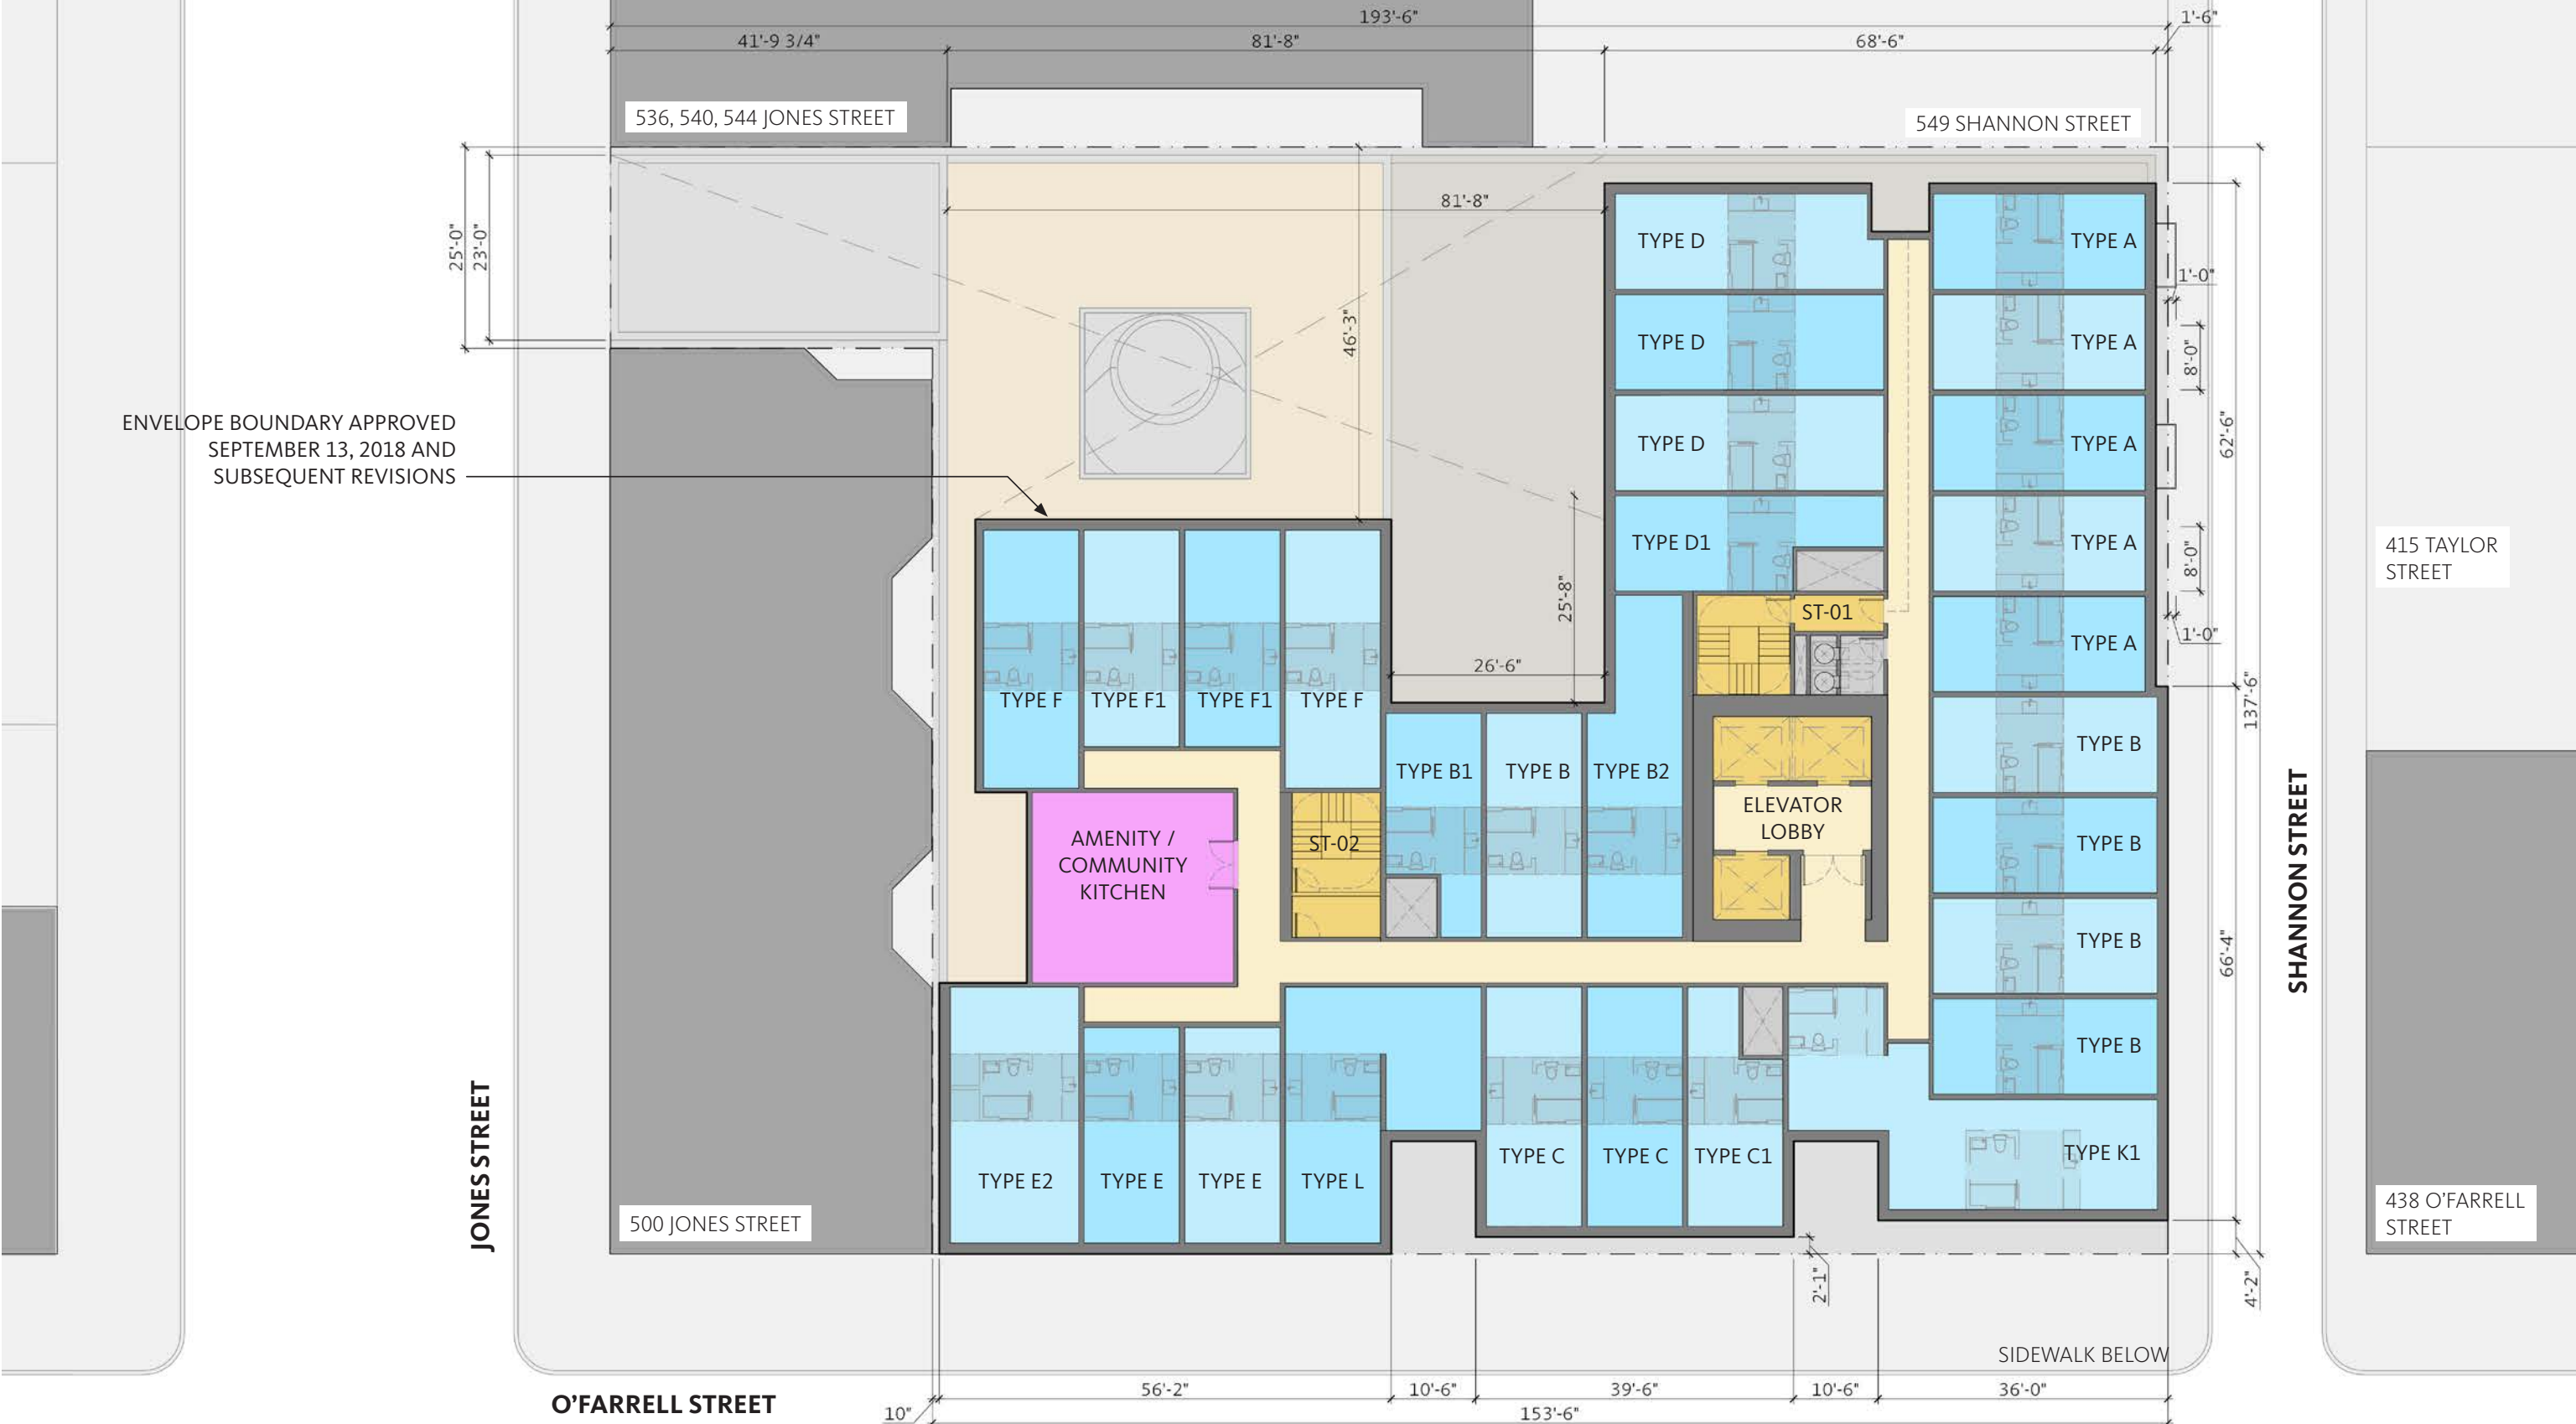 193'-6"
1'-6"
41'-9 3/4"
81'-8"
68'-6"
536, 540, 544 JONES STREET
549 SHANNON STREET
81'-8"
25'-0"
23'-0"
46'-3"
TYPE D
TYPE A
1'-0"
TYPE D
TYPE A
8'-0"
ENVELOPE BOUNDARY APPROVED
SEPTEMBER 13, 2018 AND
SUBSEQUENT REVISIONS
TYPE D
TYPE A
62'-6"
TYPE D1
TYPE A
8'-0"
415 TAYLOR
STREET
25'-8"
ST-01
1'-0"
TYPE A
26'-6"
137'-6"
TYPE F
TYPE F1
TYPE F1
TYPE F
TYPE B
TYPE B1
TYPE B
TYPE B2
ELEVATOR
LOBBY
AMENITY /
COMMUNITY
KITCHEN
ST-02
TYPE B
SHANNON STREET
TYPE B
66'-4"
TYPE B
JONES STREET
TYPE E2
TYPE E
TYPE E
TYPE L
TYPE C
TYPE C
TYPE C1
TYPE K1
500 JONES STREET
438 O'FARRELL
STREET
2'-1"
4'-2"
SIDEWALK BELOW
O'FARRELL STREET
56'-2"
10'-6"
39'-6"
10'-6"
36'-0"
10"
153'-6"